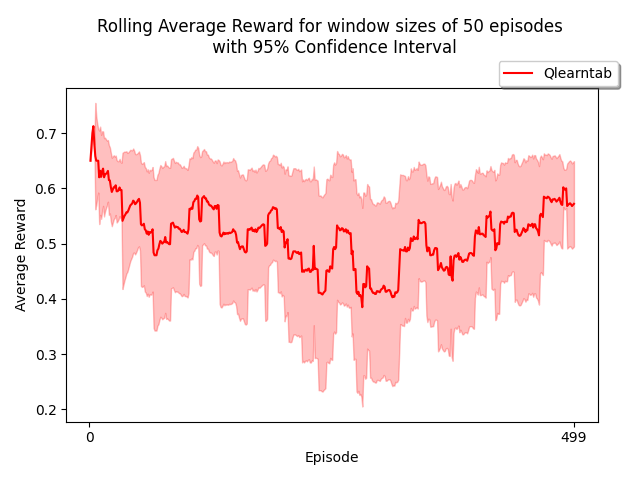 Rolling Average Reward for window sizes of 50 episodes
with 95% Confidence Interval
Qlearntab
Average Reward
0.7
0.6
0.5
0.4
0.3
0.2
0
499
Episode